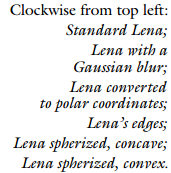 Clockwise from top left:
Standard Lena;
Lena with a
Gaussian blur;
Lena converted
to polar coordinates;
Lena's edges;
Lena spherized, concave;
Lena spherized, convex.